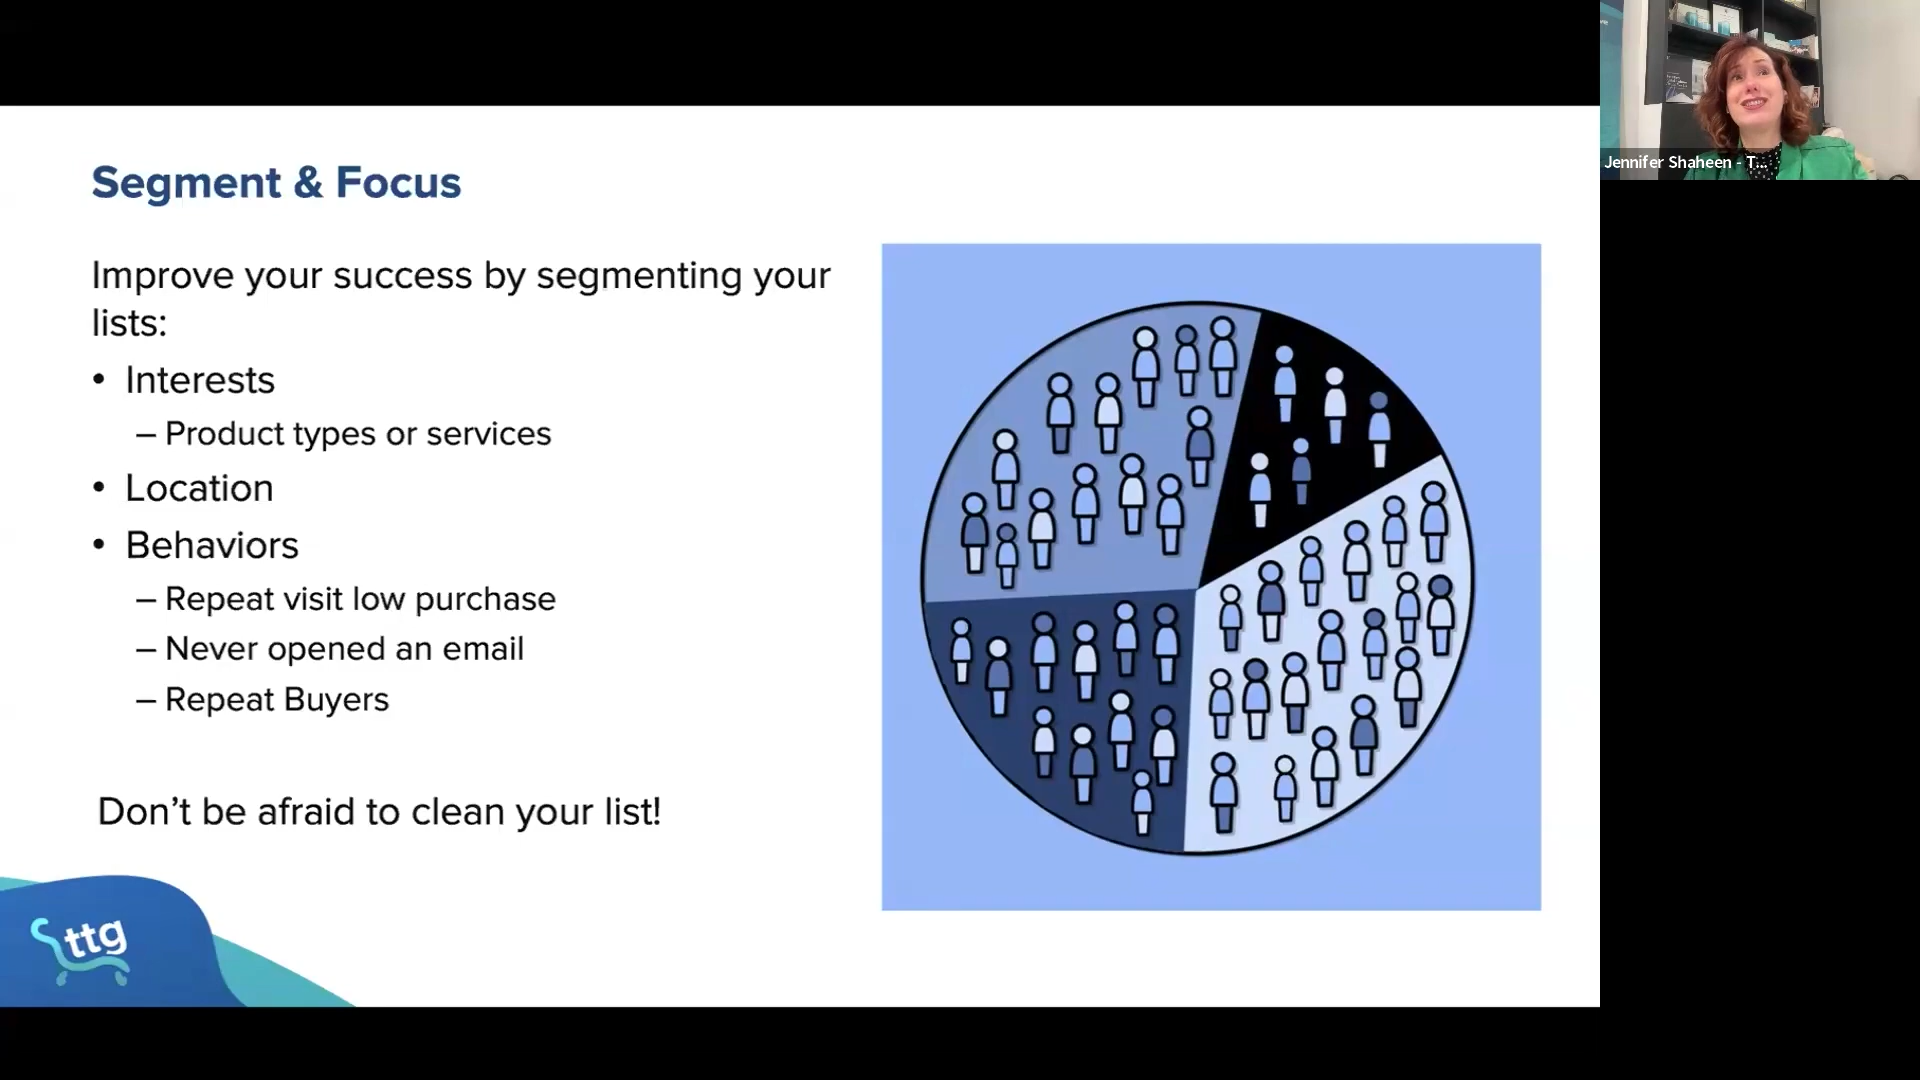 Segment & Focus
Improve your success by segmenting your
lists:
• Interests
– Product types or services
• Location
• Behaviors
– Repeat visit low purchase
– Never opened an email
– Repeat Buyers
Don’t be afraid to clean your list!
ttg
Jennifer Shaheen - T...